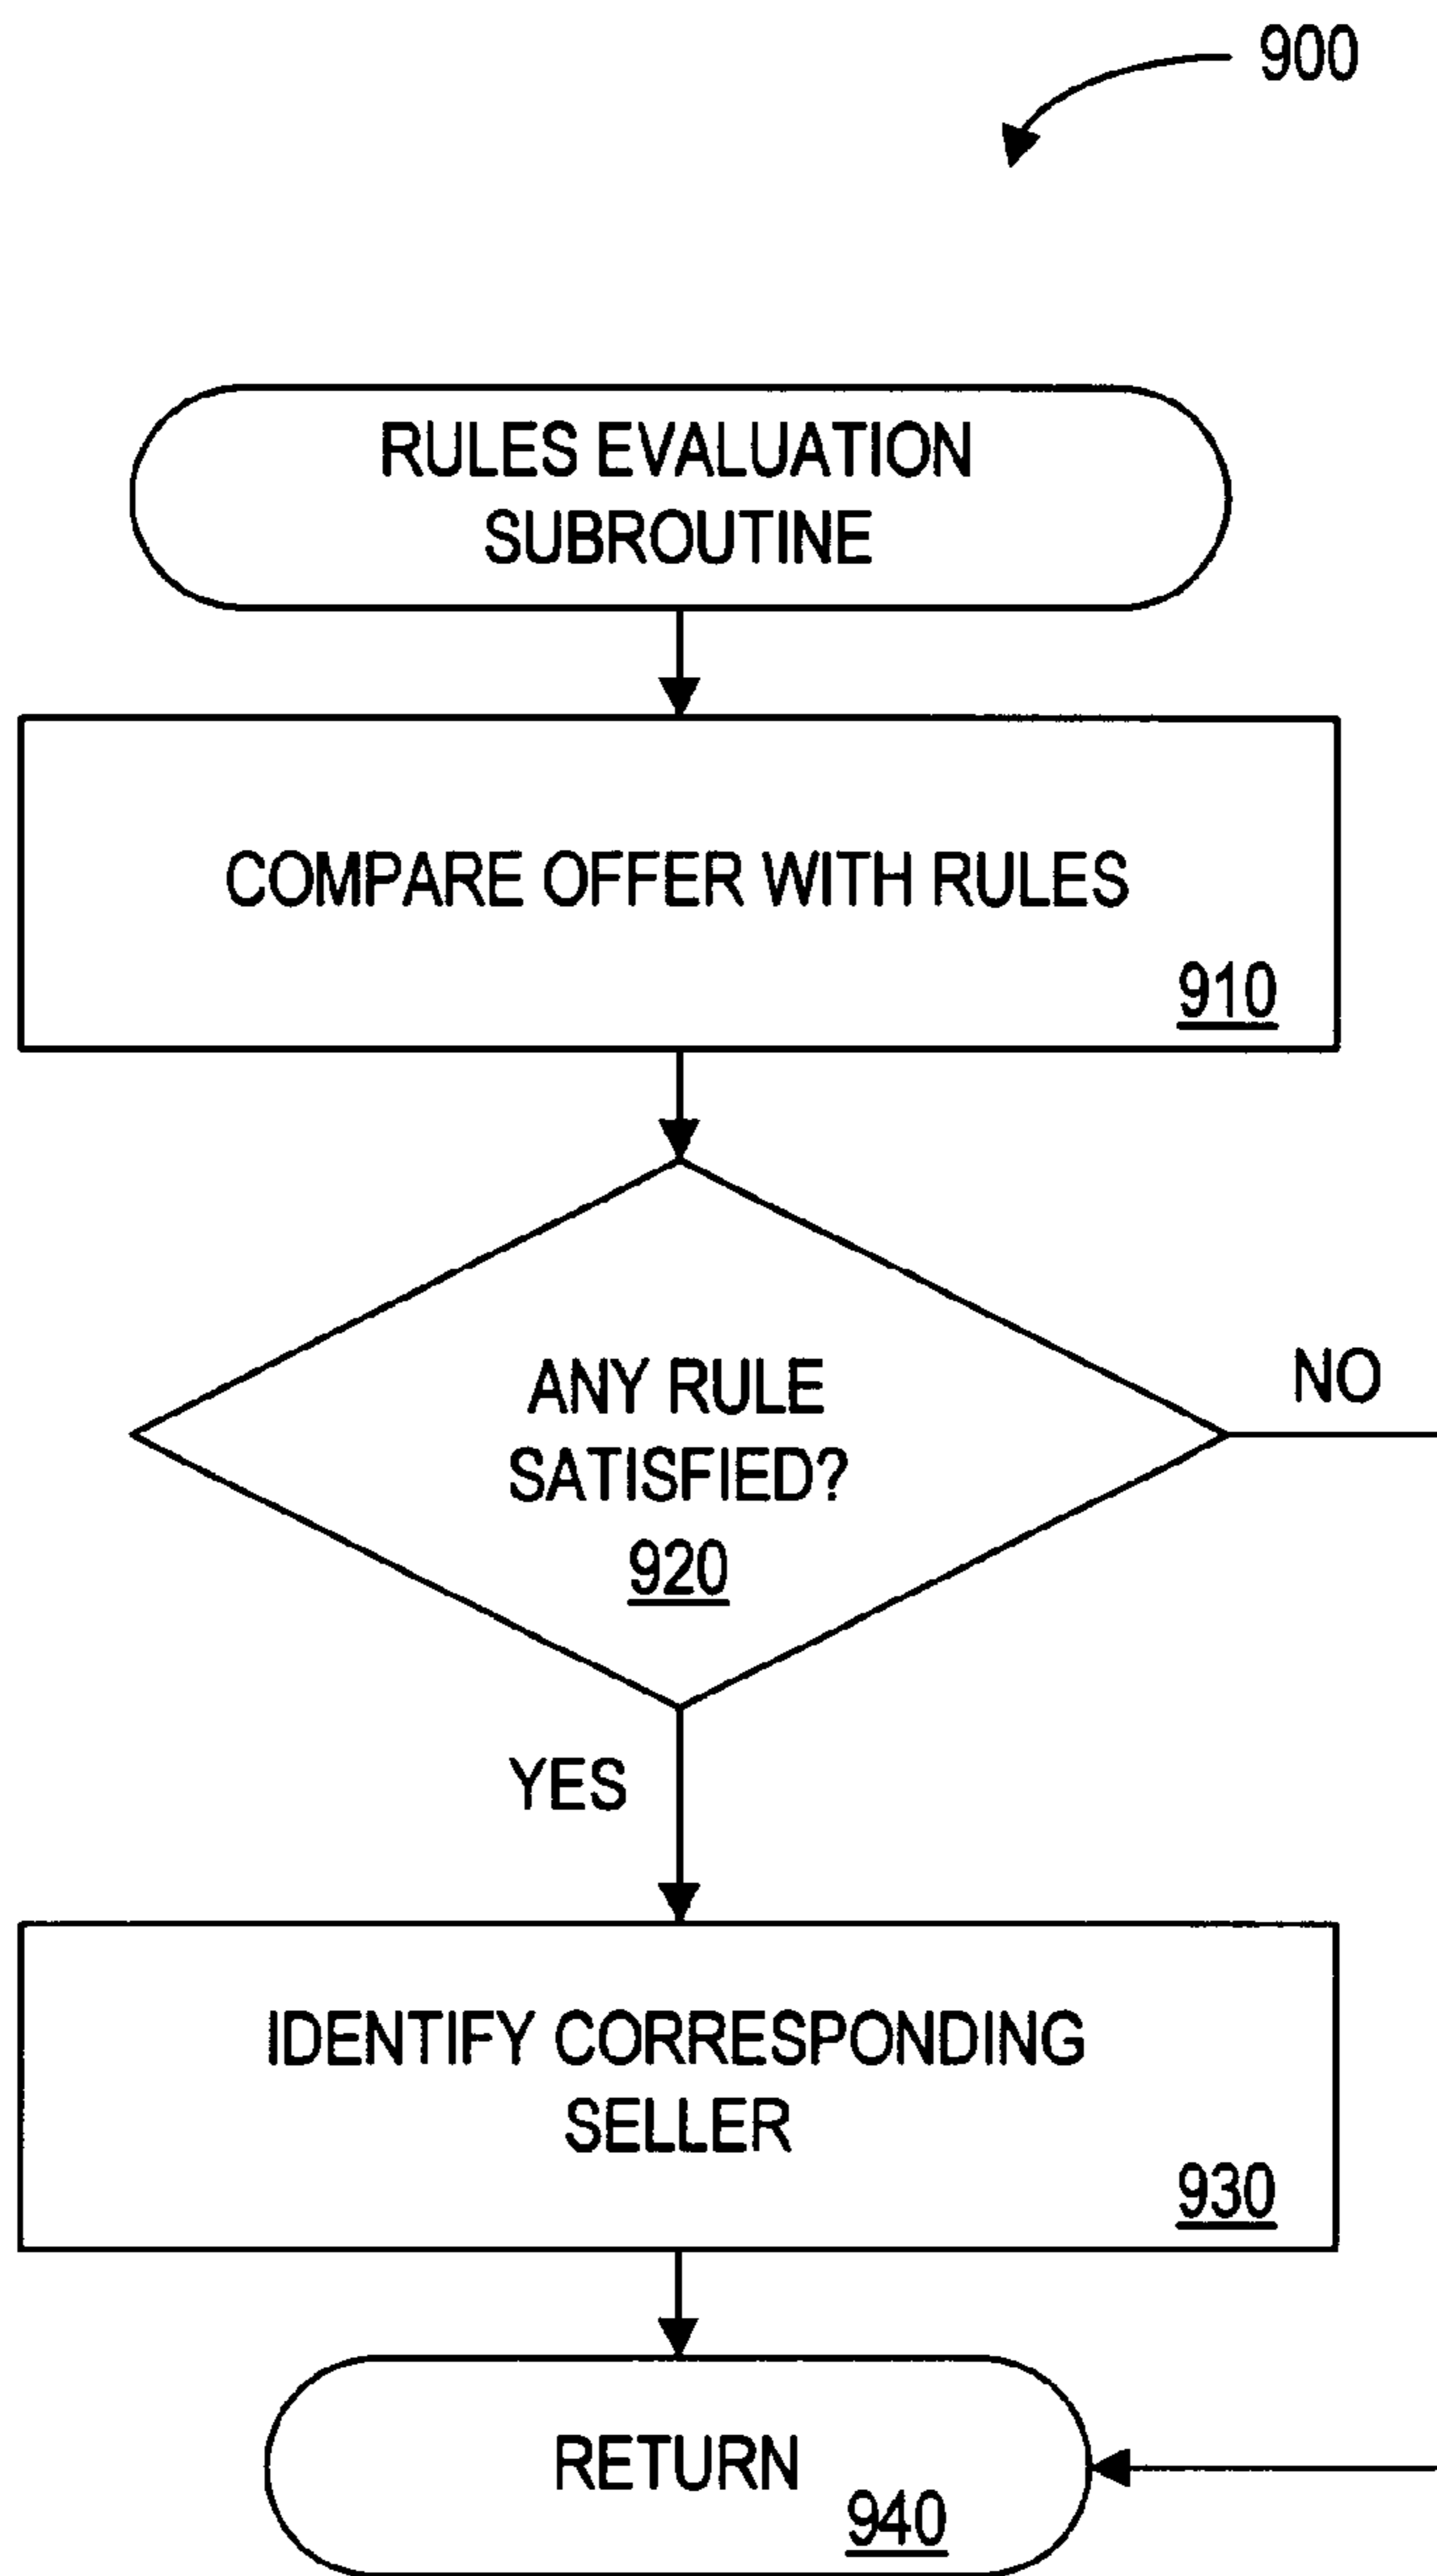 900
RULES EVALUATION
SUBROUTINE
COMPARE OFFER WITH RULES
910
ANY RULE
SATISFIED?
920
NO
YES
IDENTIFY CORRESPONDING
SELLER
930
RETURN
940